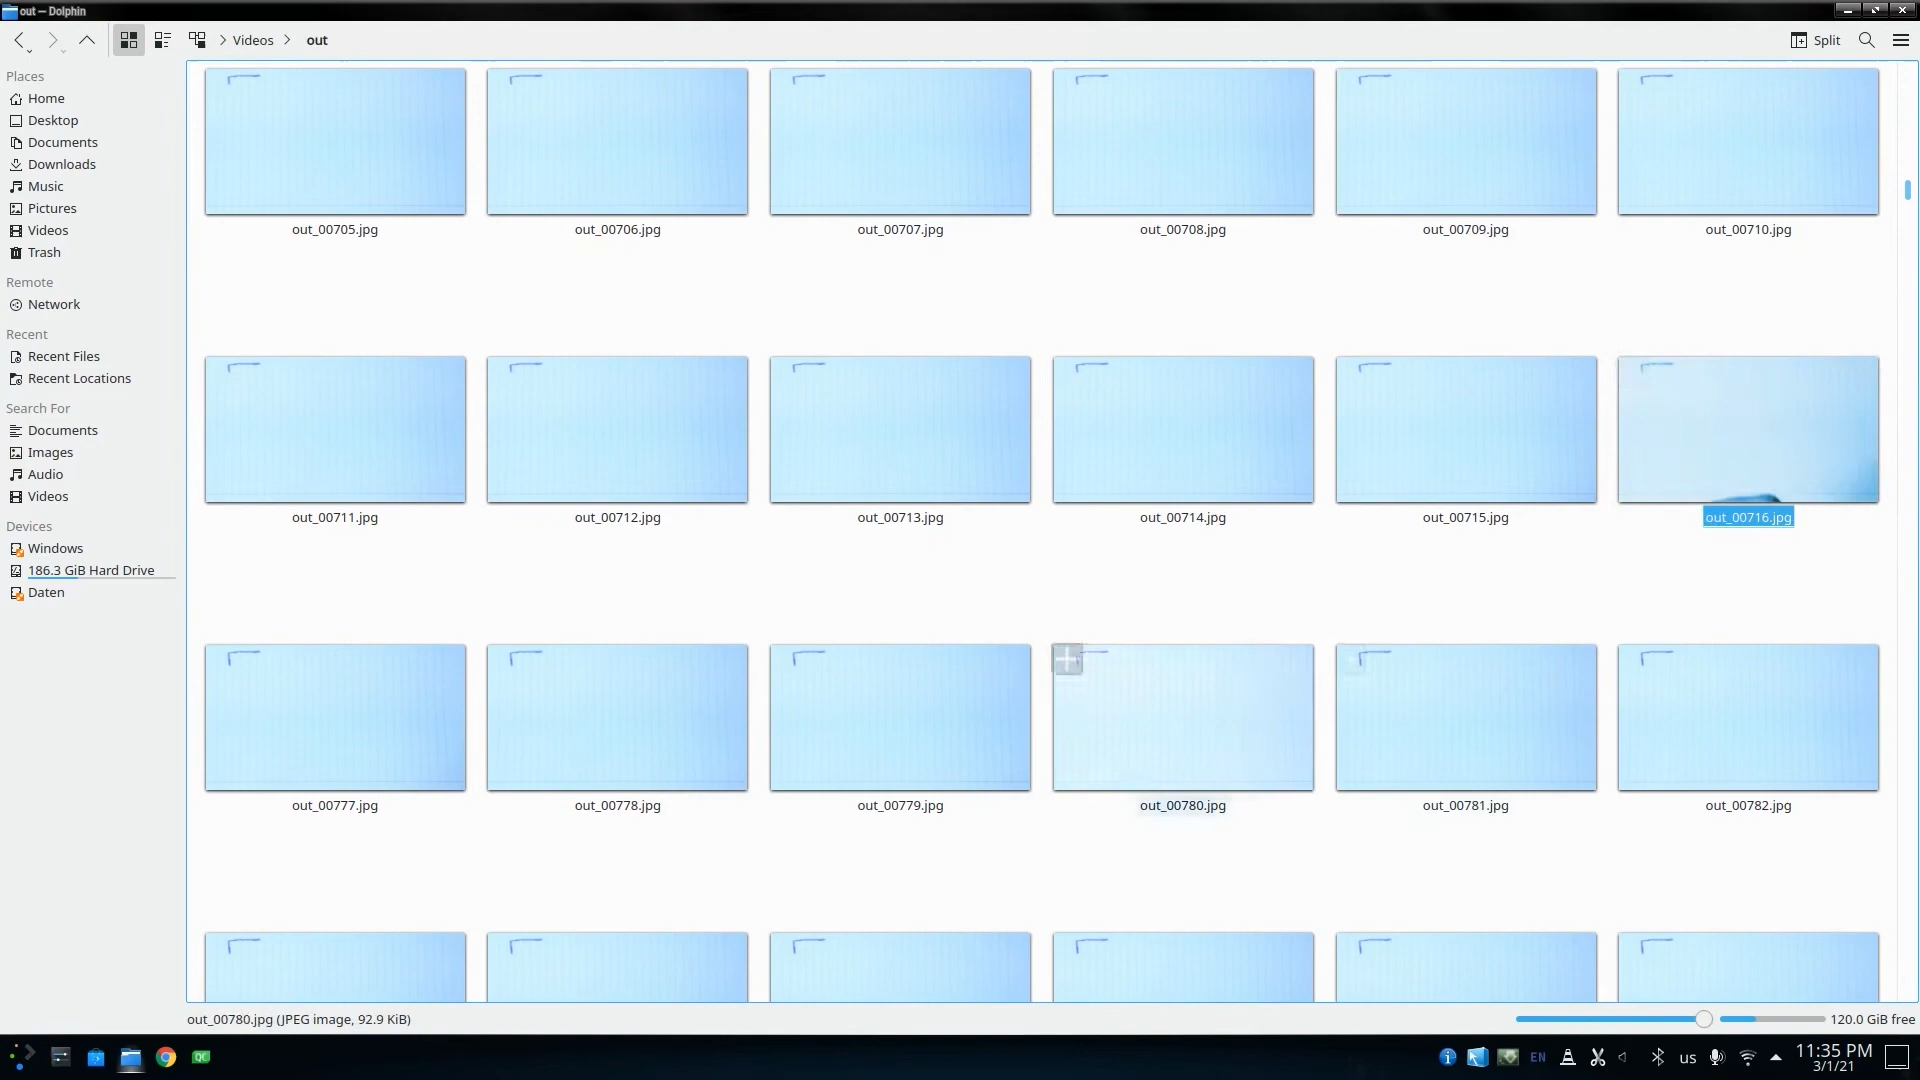 out — Dolphin
Videos
out
Split
Places
Home
Desktop
Documents
Downloads
Music
Pictures
Videos
Trash
Remote
Network
Recent
Recent Files
Recent Locations
Search For
Documents
Images
Audio
Videos
Devices
Windows
186.3 GiB Hard Drive
Daten
out_00705.jpg
out_00706.jpg
out_00707.jpg
out_00708.jpg
out_00709.jpg
out_00710.jpg
out_00711.jpg
out_00712.jpg
out_00713.jpg
out_00714.jpg
out_00715.jpg
out_00716.jpg
out_00777.jpg
out_00778.jpg
out_00779.jpg
out_00780.jpg
out_00781.jpg
out_00782.jpg
out_00780.jpg (JPEG image, 92.9 KiB)
120.0 GiB free
QC
EN
us
11:35 PM
3/1/21